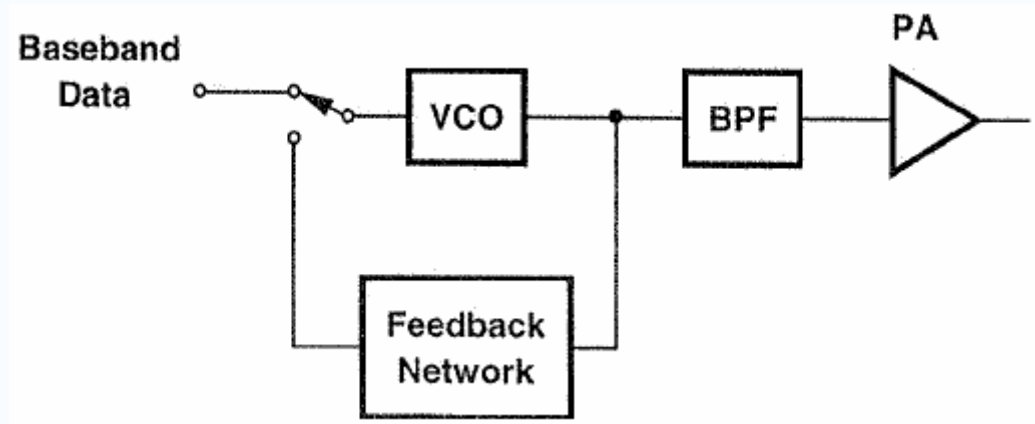 PA
Baseband
Data
VCO
BPF
Feedback
Network